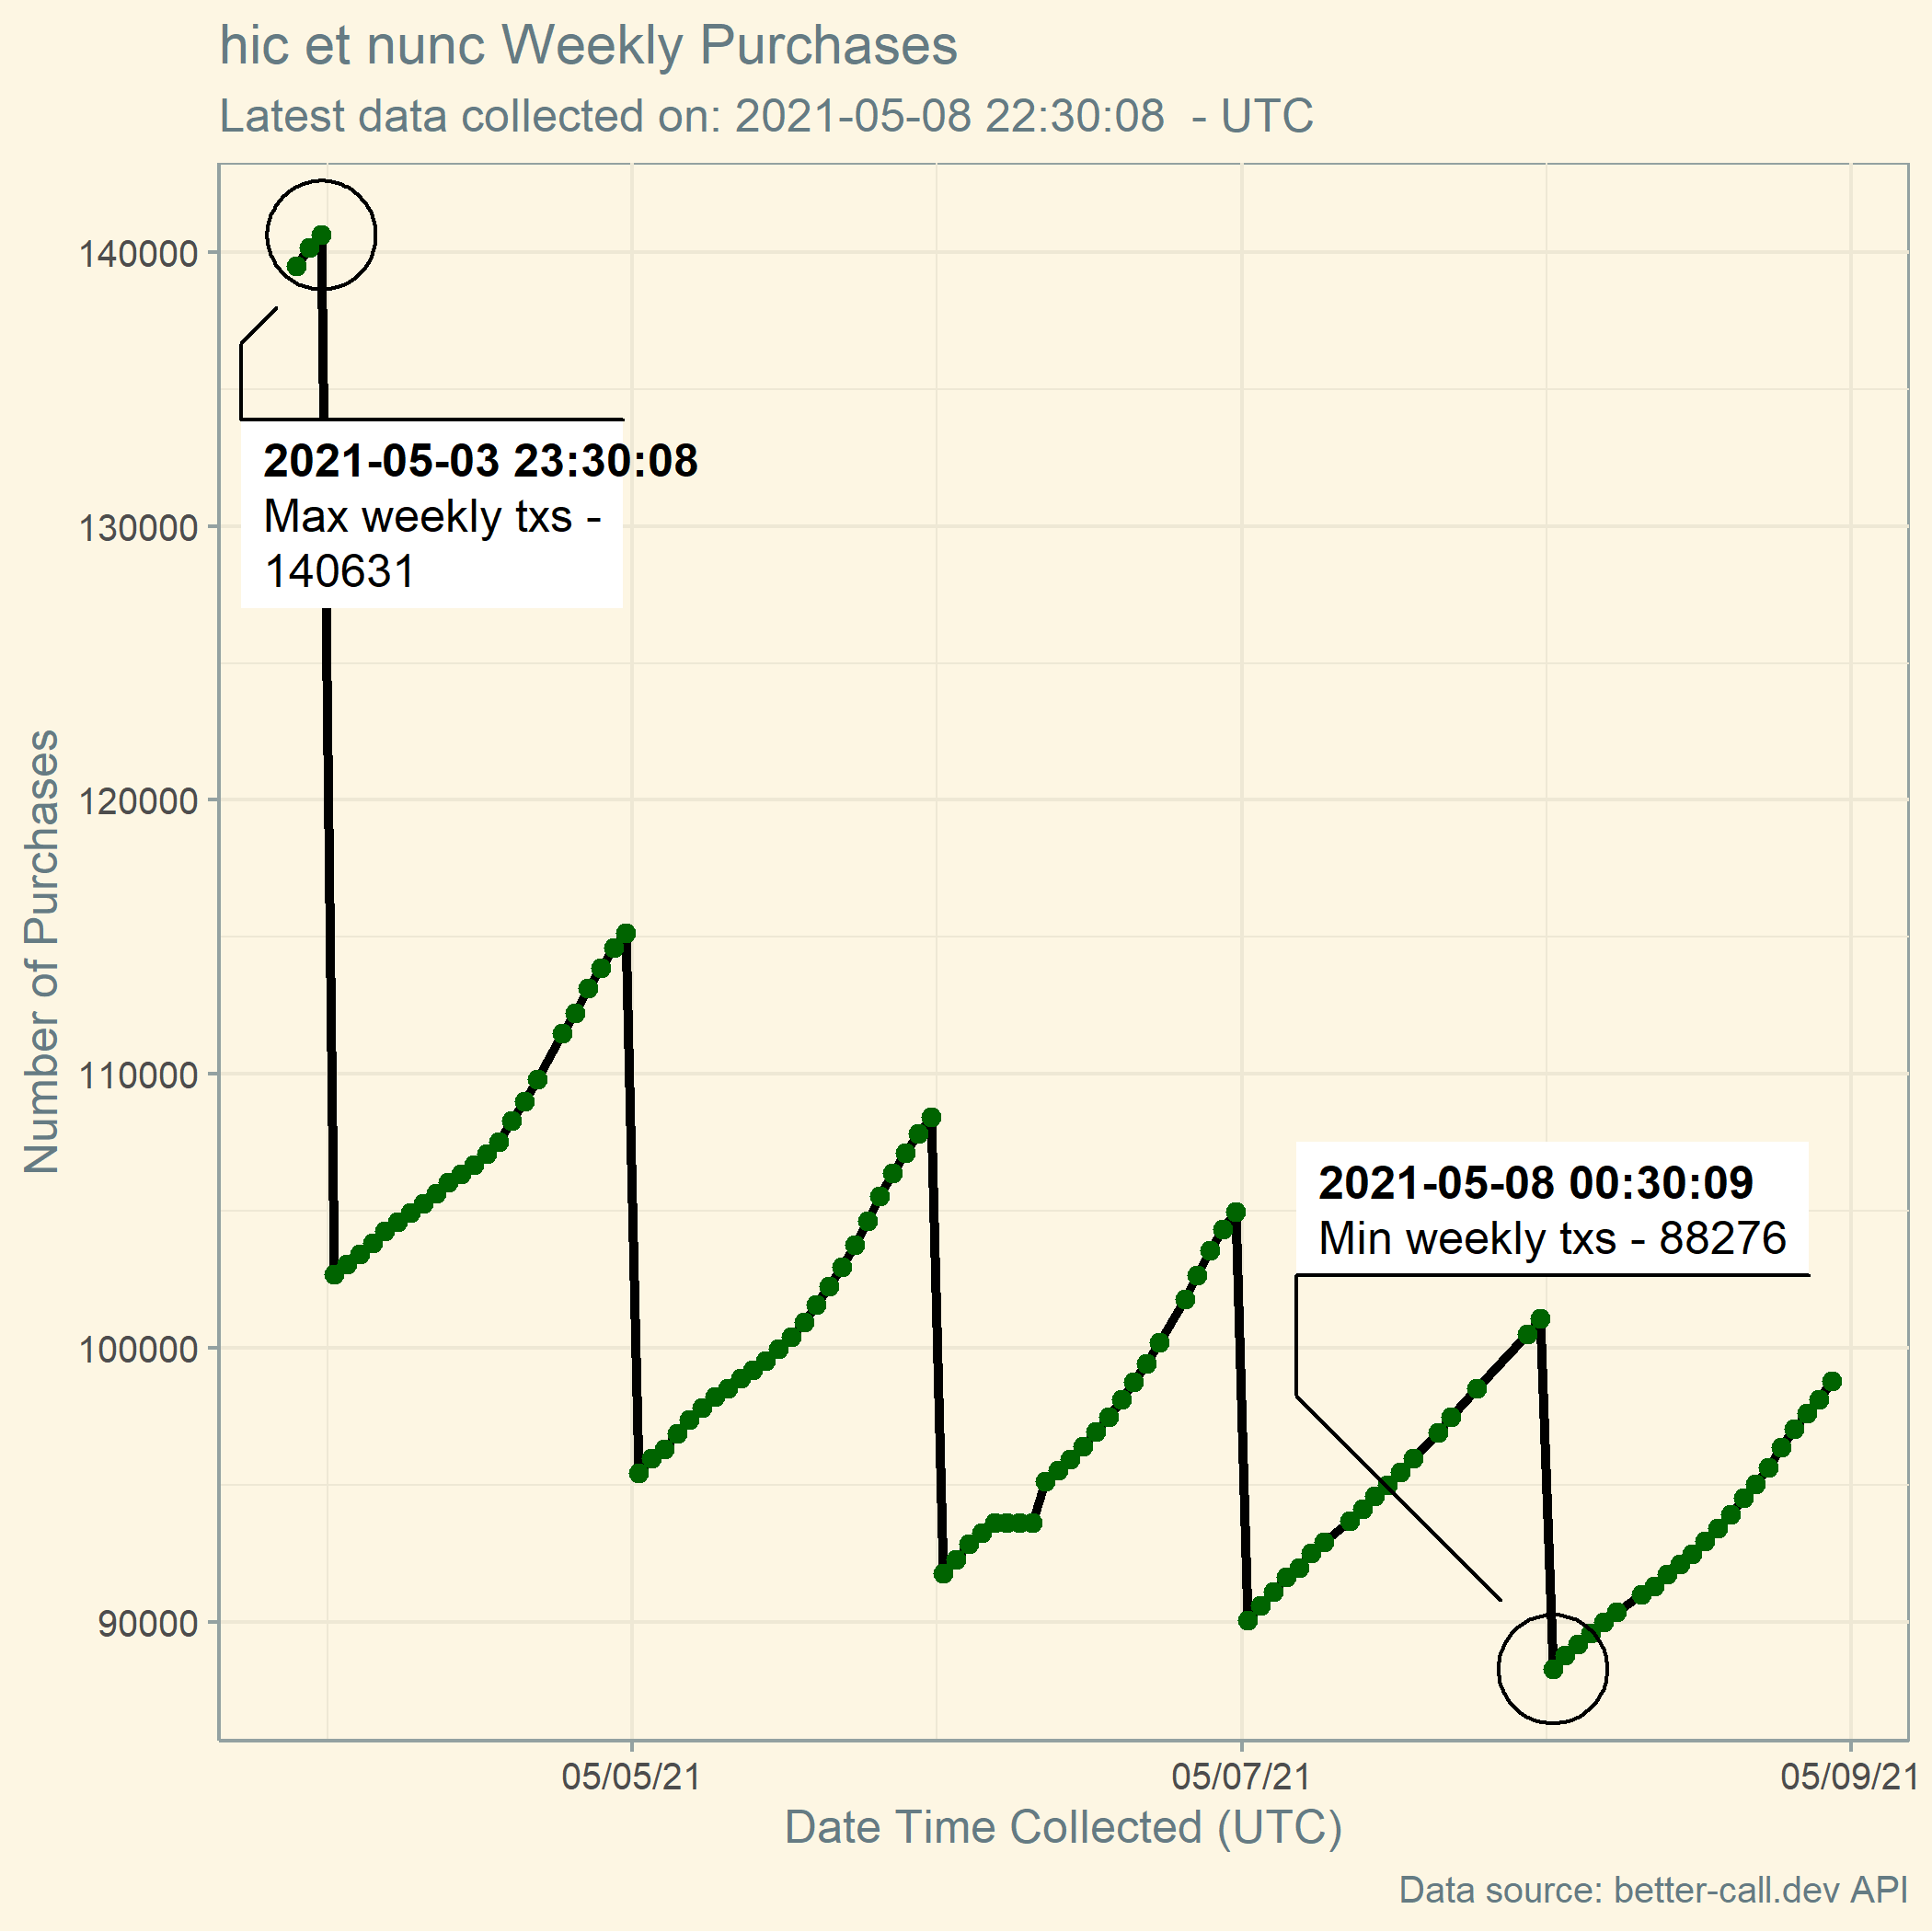 hic et nunc Weekly Purchases
Latest data collected on: 2021-05-08 22:30:08  - UTC
Number of Purchases
140000
130000
120000
110000
100000
90000
2021-05-03 23:30:08
Max weekly txs -
140631
2021-05-08 00:30:09
Min weekly txs - 88276
05/05/21
05/07/21
05/09/21
Date Time Collected (UTC)
Data source: better-call.dev API